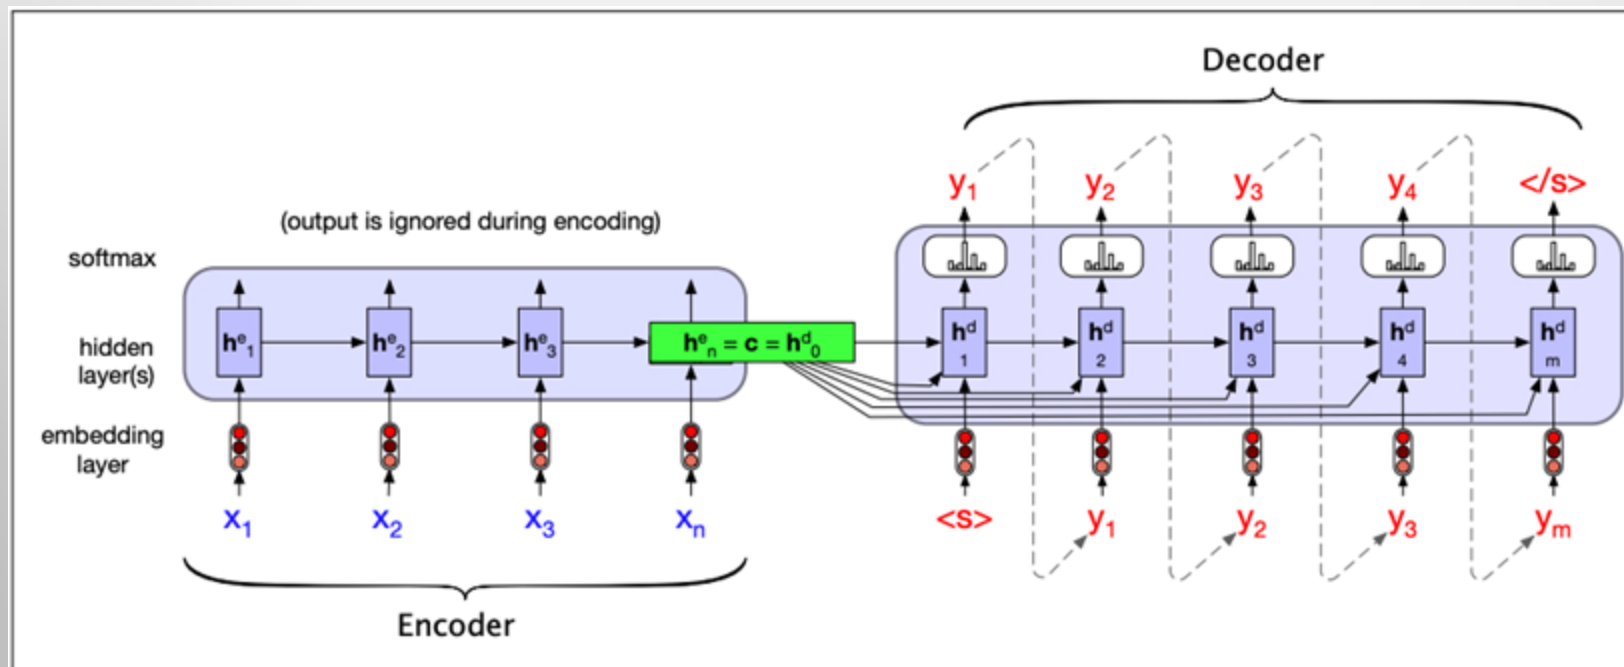 Decoder
y1 y2 y3 y4 </s>
(output is ignored during encoding)
softmax
hidden
layer(s)
he1 he2 he3 hen = c = hd0 hd1 hd2 hd3 hd4 hdm
embedding
layer
x1 x2 x3 xn <s> y1 y2 y3 ym
Encoder